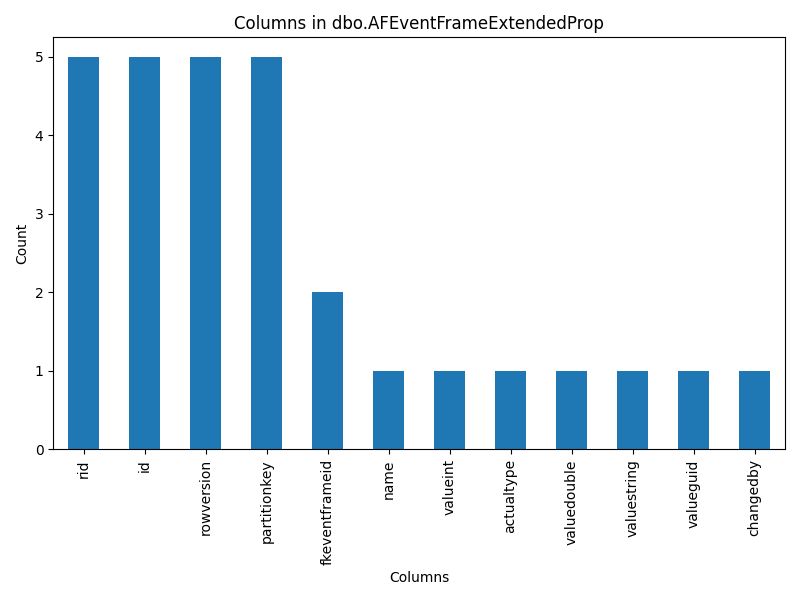 Columns in dbo.AFEventFrameExtendedProp
Count
5
4
3
2
1
0
rid
id
rowversion
partitionkey
fkeventframeid
name
valueint
actualtype
valuedouble
valuestring
valueguid
changedby
Columns